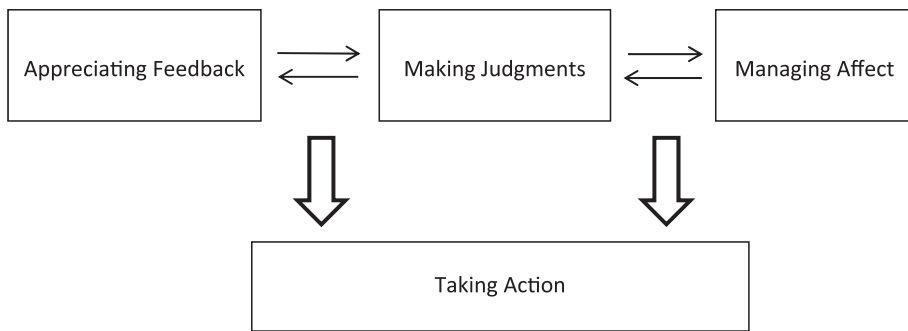 Appreciating Feedback
Making Judgments
Managing Affect
Taking Action